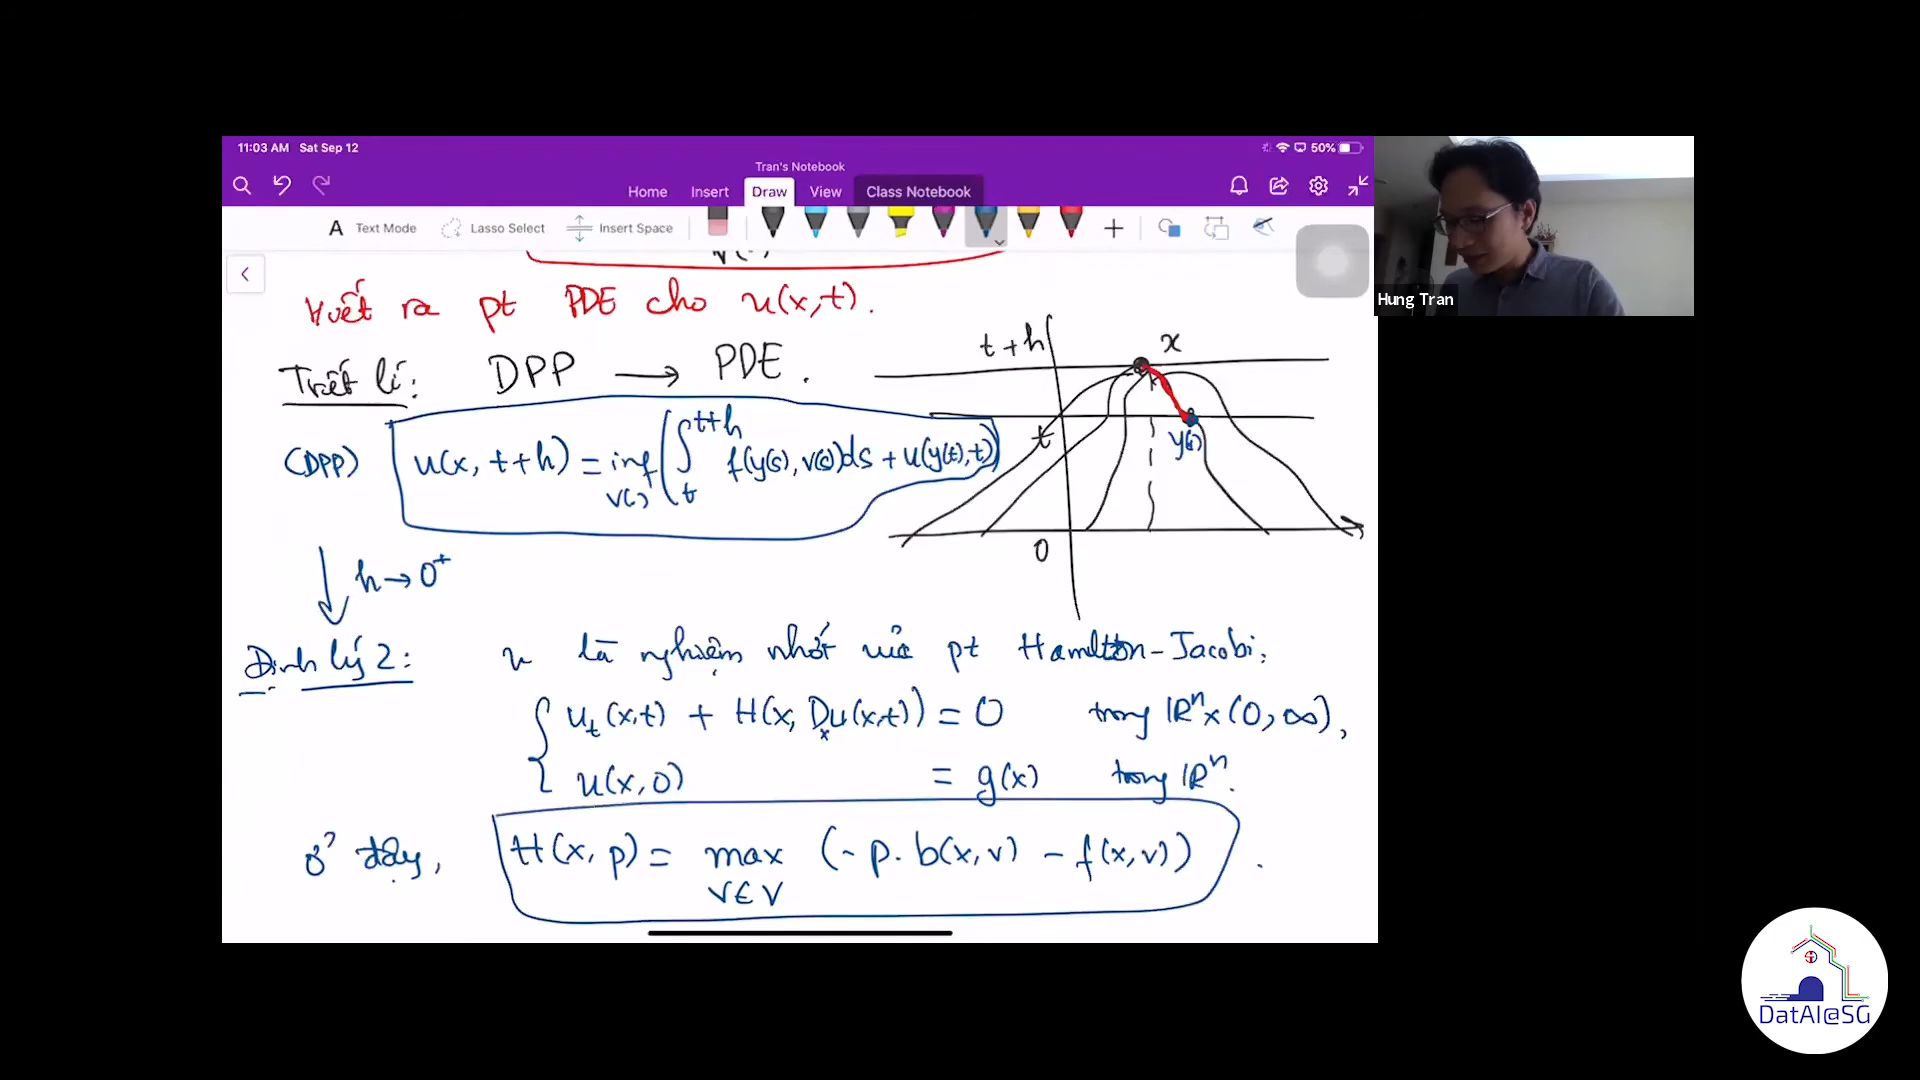 11:03 AM Sat Sep 12
50%
Tran's Notebook
Home Insert Draw View Class Notebook
A Text Mode Lasso Select Insert Space
V(·)
Viết ra pt PDE cho u(x,t).
Triết lí: DPP → PDE.
(DPP) u(x, t+h) = inf_{V(·)} ( ∫_t^{t+h} f(y(s), v(s))ds + u(y(t),t) )
t+h
x
t
y(t)
0
↓ h → 0⁺
Định lý 2: u là nghiệm nhớt của pt Hamilton-Jacobi:
{ u_t(x,t) + H(x, D_x u(x,t)) = 0 trong ℝⁿ×(0,∞),
u(x,0) = g(x) trong ℝⁿ.
Ở đây, H(x,p) = max_{v∈V} (-p·b(x,v) - f(x,v)).
Hung Tran
DatAI@SG